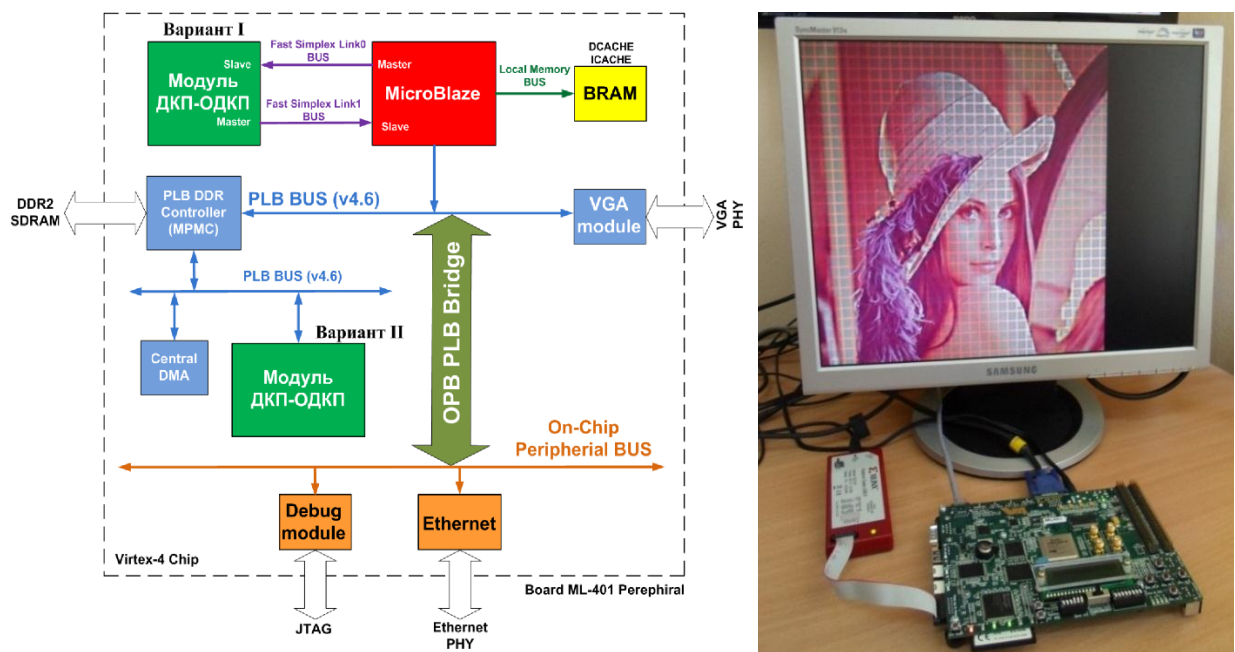 Вариант I
Fast Simplex Link0
BUS
Slave
Master
Модуль
ДКП-ОДКП
MicroBlaze
Fast Simplex Link1
BUS
Master
Slave
Local Memory
BUS
DCACHE
ICACHE
BRAM
DDR2
SDRAM
PLB DDR
Controller
(MPMC)
PLB BUS (v4.6)
VGA
module
VGA
PHY
PLB BUS (v4.6)
OPB PLB Bridge
Central
DMA
Вариант II
Модуль
ДКП-ОДКП
On-Chip
Peripherial BUS
Debug
module
Ethernet
Virtex-4 Chip
Board ML-401 Perephiral
JTAG
Ethernet
PHY
SAMSUNG
XILINX